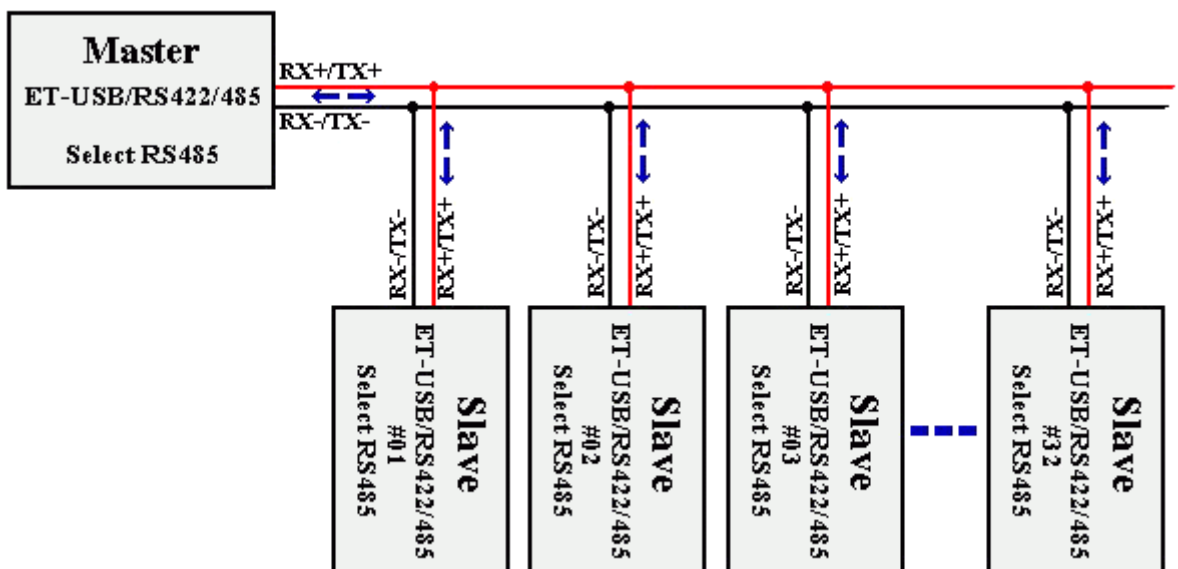 Master
ET-USB/RS422/485
Select RS485
RX+/TX+
RX-/TX-
RX-/TX-
RX+/TX+
RX-/TX-
RX+/TX+
RX-/TX-
RX+/TX+
RX-/TX-
RX+/TX+
Slave
ET-USB/RS422/485
#01
Select RS485
Slave
ET-USB/RS422/485
#02
Select RS485
Slave
ET-USB/RS422/485
#03
Select RS485
Slave
ET-USB/RS422/485
#32
Select RS485